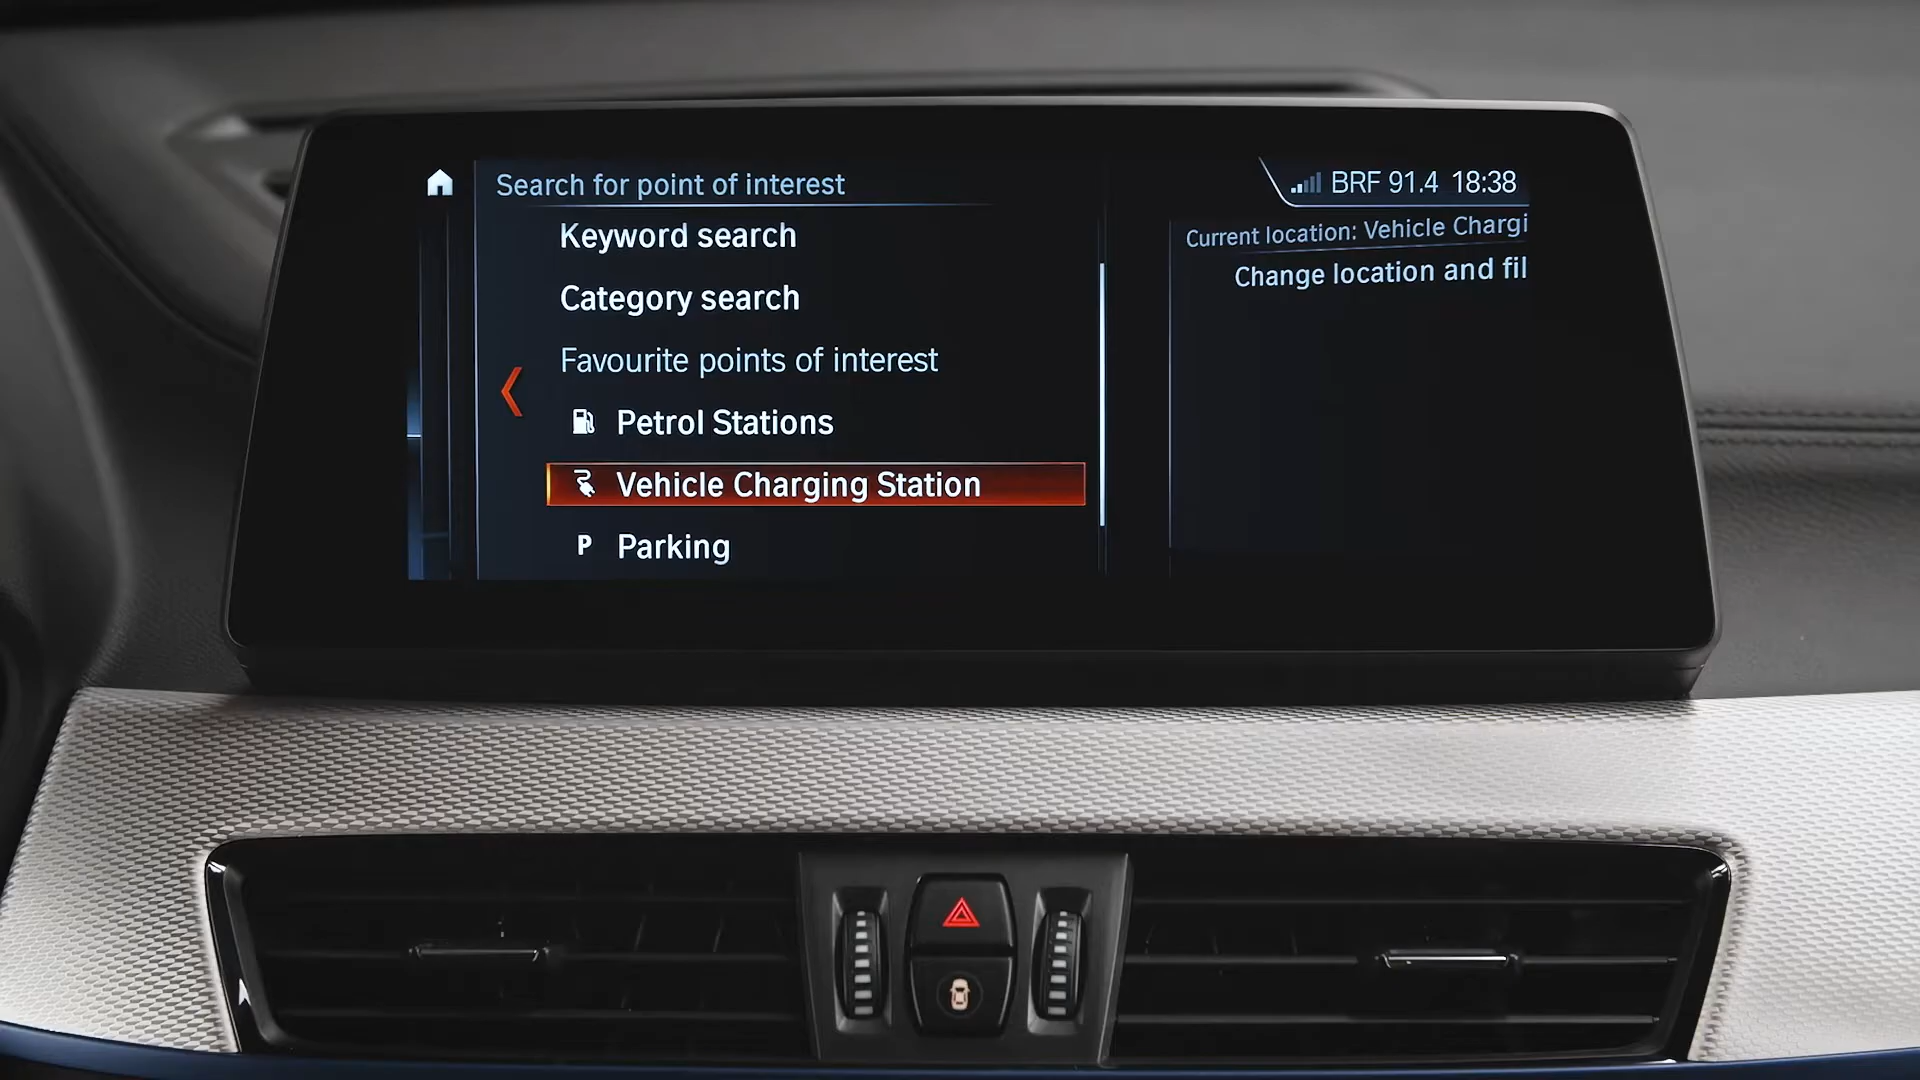 Search for point of interest
BRF 91.4 18:38
Keyword search
Category search
Favourite points of interest
Petrol Stations
Vehicle Charging Station
P Parking
Current location: Vehicle Chargi
Change location and fil